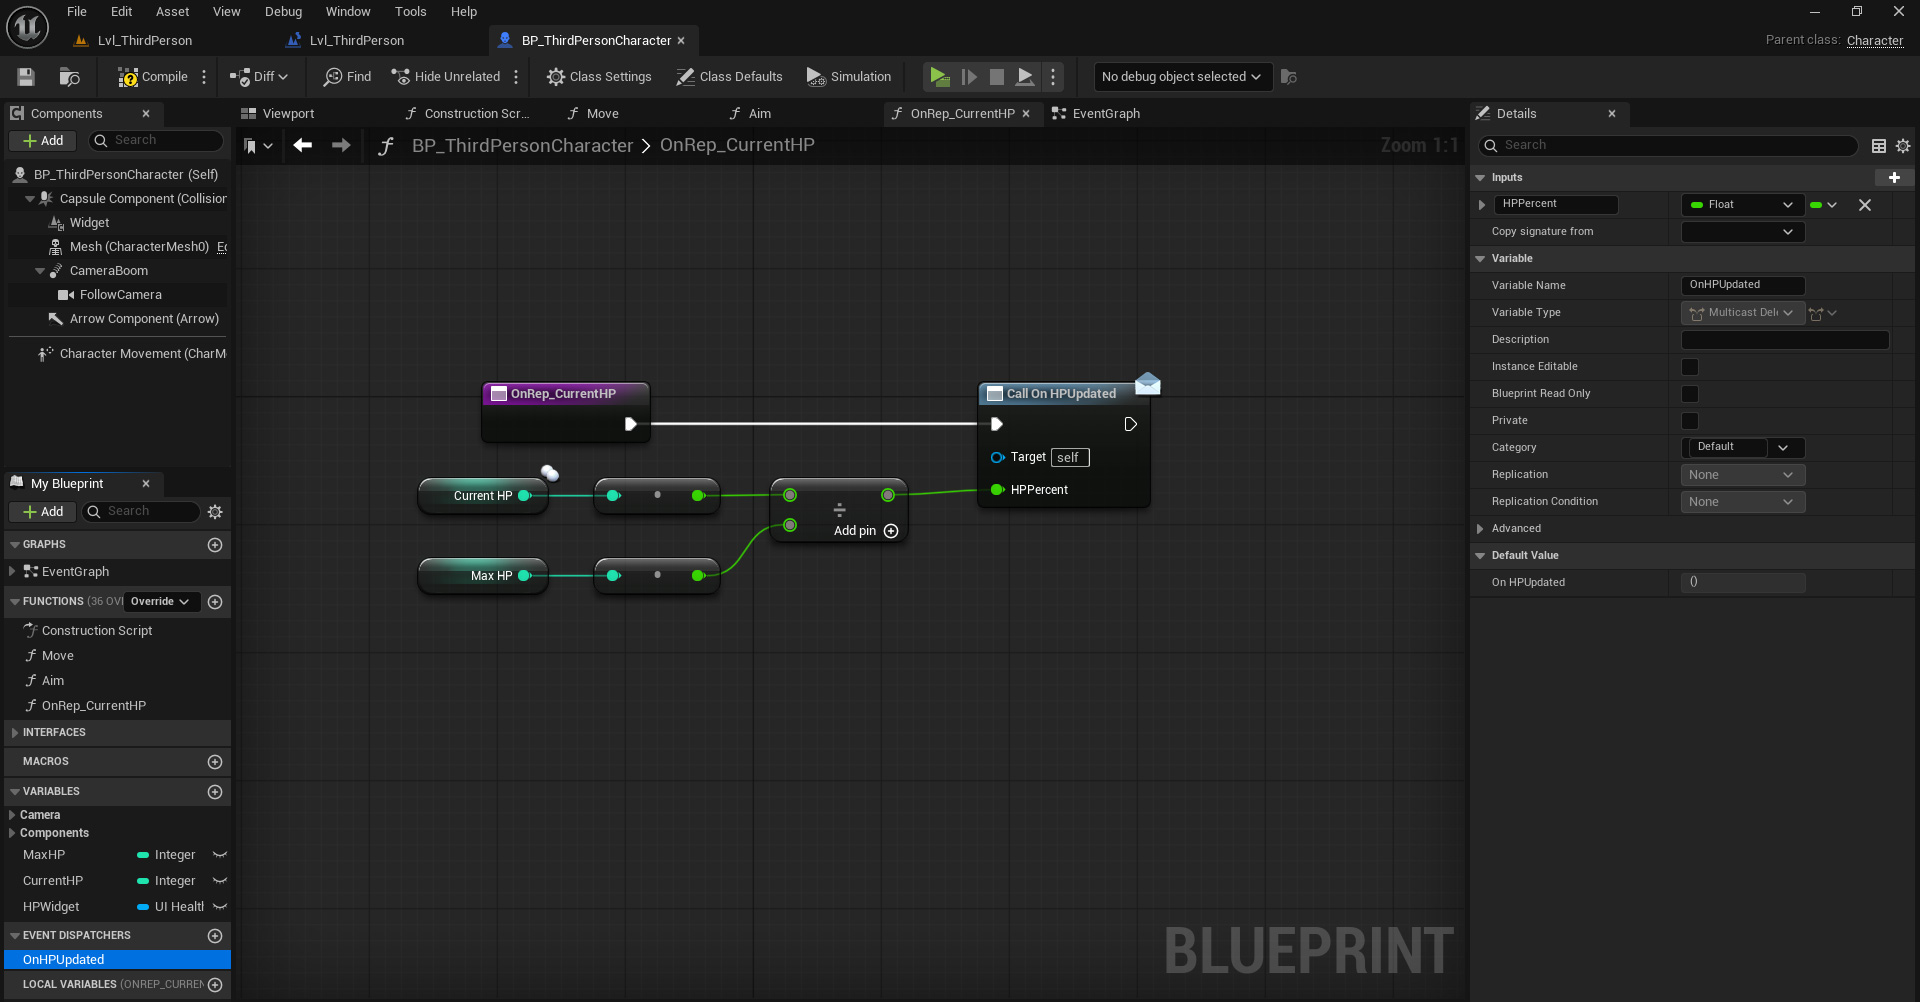 File Edit Asset View Debug Window Tools Help
Lvl_ThirdPerson Lvl_ThirdPerson BP_ThirdPersonCharacter Parent class: Character
Compile Diff Find Hide Unrelated Class Settings Class Defaults Simulation No debug object selected
Components
Add Search
BP_ThirdPersonCharacter (Self)
Capsule Component (Collision
Widget
Mesh (CharacterMesh0)
CameraBoom
FollowCamera
Arrow Component (Arrow)
Character Movement (CharM
My Blueprint
Add Search
GRAPHS
EventGraph
FUNCTIONS (36 OVI Override
Construction Script
Move
Aim
OnRep_CurrentHP
INTERFACES
MACROS
VARIABLES
Camera
Components
MaxHP Integer
CurrentHP Integer
HPWidget UI Healt
EVENT DISPATCHERS
OnHPUpdated
LOCAL VARIABLES (ONREP_CURREN
Viewport Construction Scr... Move Aim OnRep_CurrentHP EventGraph
BP_ThirdPersonCharacter > OnRep_CurrentHP Zoom 1:1
OnRep_CurrentHP
Call On HPUpdated
Target self
HPPercent
Current HP
÷
Add pin
Max HP
BLUEPRINT
Details
Search
Inputs
HPPercent Float
Copy signature from
Variable
Variable Name OnHPUpdated
Variable Type Multicast Del
Description
Instance Editable
Blueprint Read Only
Private
Category Default
Replication None
Replication Condition None
Advanced
Default Value
On HPUpdated ()